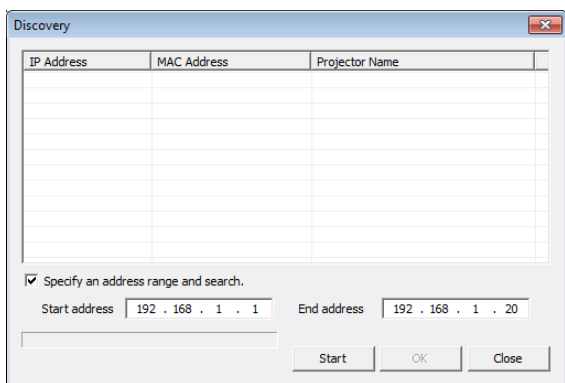 Discovery
IP Address MAC Address Projector Name
Specify an address range and search.
Start address 192 . 168 . 1 . 1 End address 192 . 168 . 1 . 20
Start OK Close